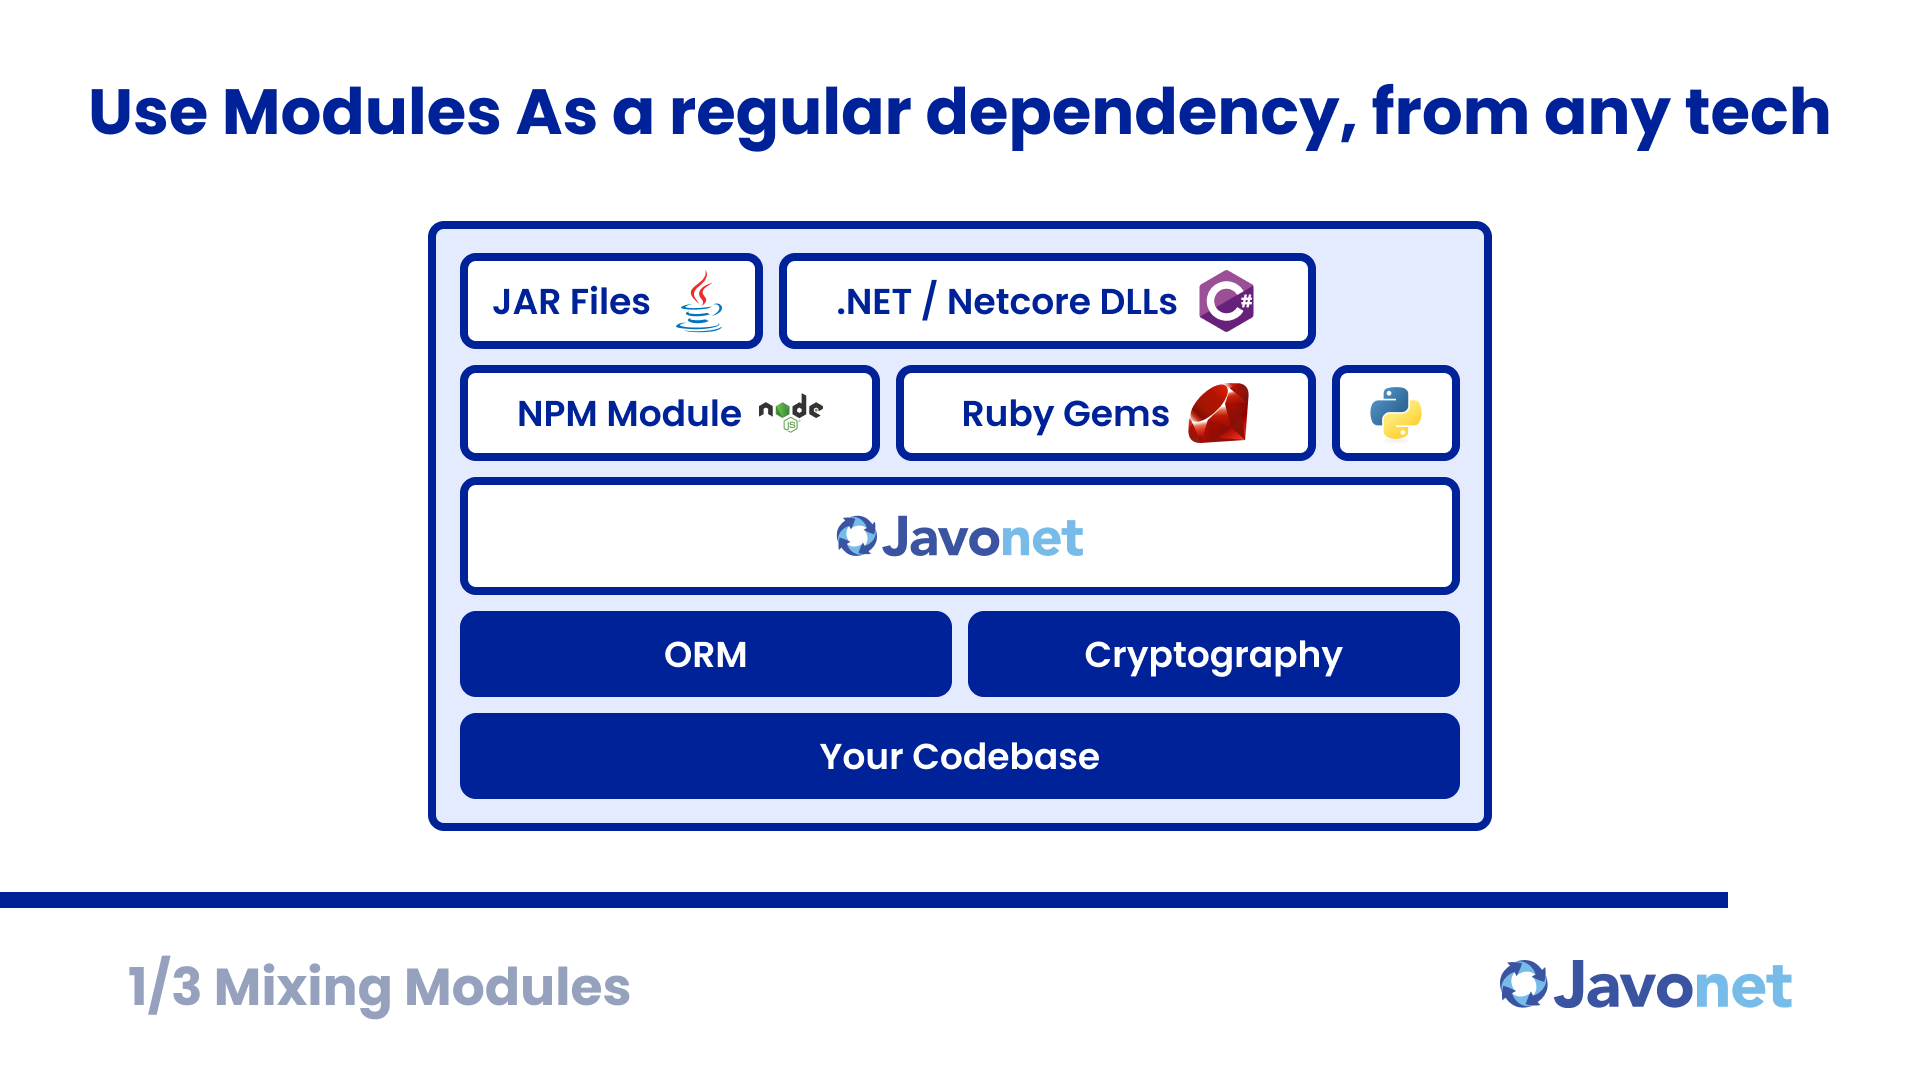 Use Modules As a regular dependency, from any tech
JAR Files
.NET / Netcore DLLs
C#
NPM Module
node
JS
Ruby Gems
Javonet
ORM
Cryptography
Your Codebase
1/3 Mixing Modules
Javonet